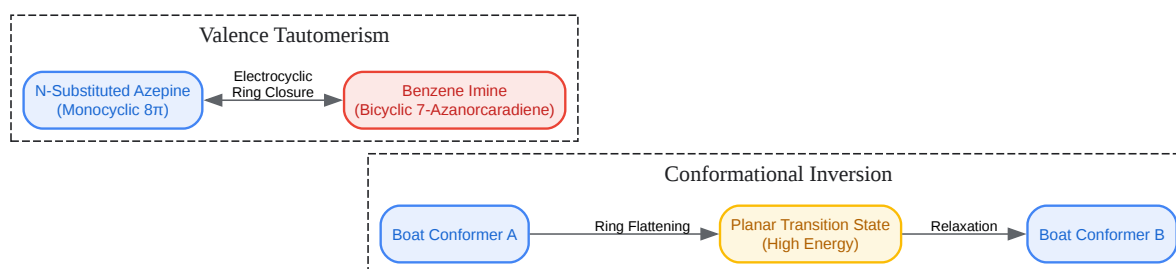 Valence Tautomerism
N-Substituted Azepine
(Monocyclic 8π)
Electrocyclic
Ring Closure
Benzene Imine
(Bicyclic 7-Azanorcaradiene)
Conformational Inversion
Boat Conformer A
Ring Flattening
Planar Transition State
(High Energy)
Relaxation
Boat Conformer B